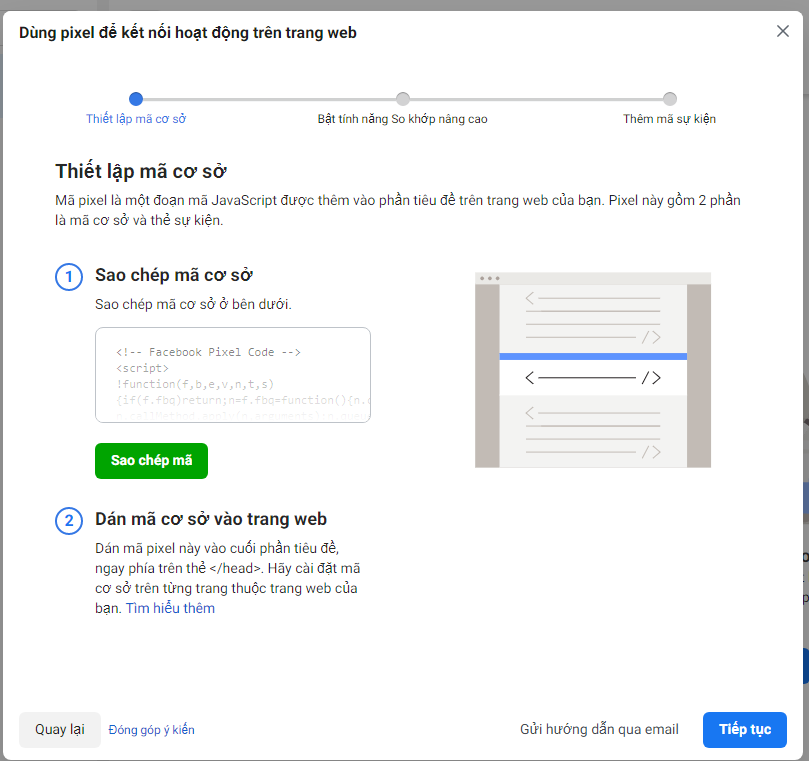 Dùng pixel để kết nối hoạt động trên trang web
Thiết lập mã cơ sở
Bật tính năng So khớp nâng cao
Thêm mã sự kiện
Thiết lập mã cơ sở
Mã pixel là một đoạn mã JavaScript được thêm vào phần tiêu đề trên trang web của bạn. Pixel này gồm 2 phần
là mã cơ sở và thẻ sự kiện.
1 Sao chép mã cơ sở
Sao chép mã cơ sở ở bên dưới.
<!-- Facebook Pixel Code -->
<script>
!function(f,b,e,v,n,t,s)
{if(f.fbq)return;n=f.fbq=function(){n.c
Sao chép mã
2 Dán mã cơ sở vào trang web
Dán mã pixel này vào cuối phần tiêu đề,
ngay phía trên thẻ </head>. Hãy cài đặt mã
cơ sở trên từng trang thuộc trang web của
bạn. Tìm hiểu thêm
Quay lại
Đóng góp ý kiến
Gửi hướng dẫn qua email
Tiếp tục